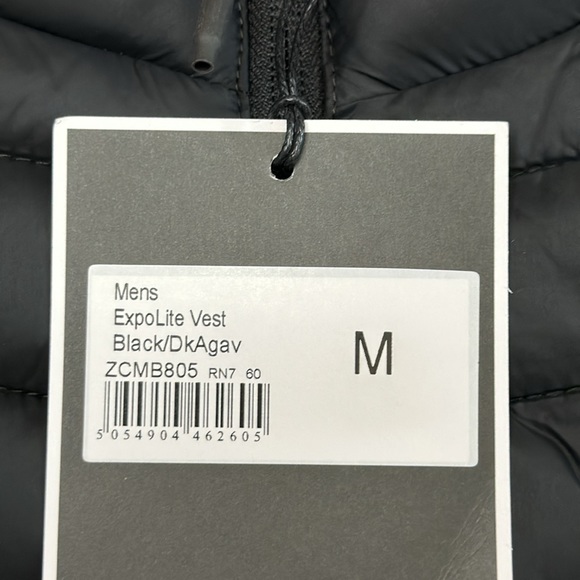 Mens
ExpoLite Vest
Black/DkAgav
M
ZCMB805 RN7 60
5 054904 462605